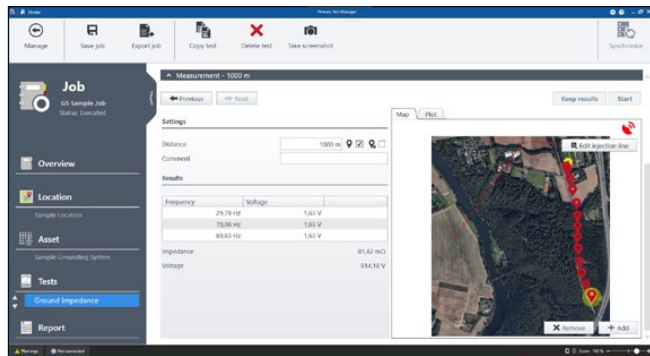 Home
Primary Test Manager
Manage
Save job
Export job
Copy test
Delete test
Take screenshot
Synchronize
Job
GS Sample Job
Status: Executed
Overview
Location
Sample Location
Asset
Sample Grounding System
Tests
Ground Impedance
Report
Measurement - 1000 m
Previous
Next
Keep results
Start
Settings
Distance
1000 m
Comment
Results
Frequency Voltage
29,78 Hz 1,63 V
70,06 Hz 1,63 V
89,83 Hz 1,63 V
Impedance
81,42 mΩ
Voltage
814,18 V
Map
Plot
Edit injection line
Remove
Add
Warnings
Not connected